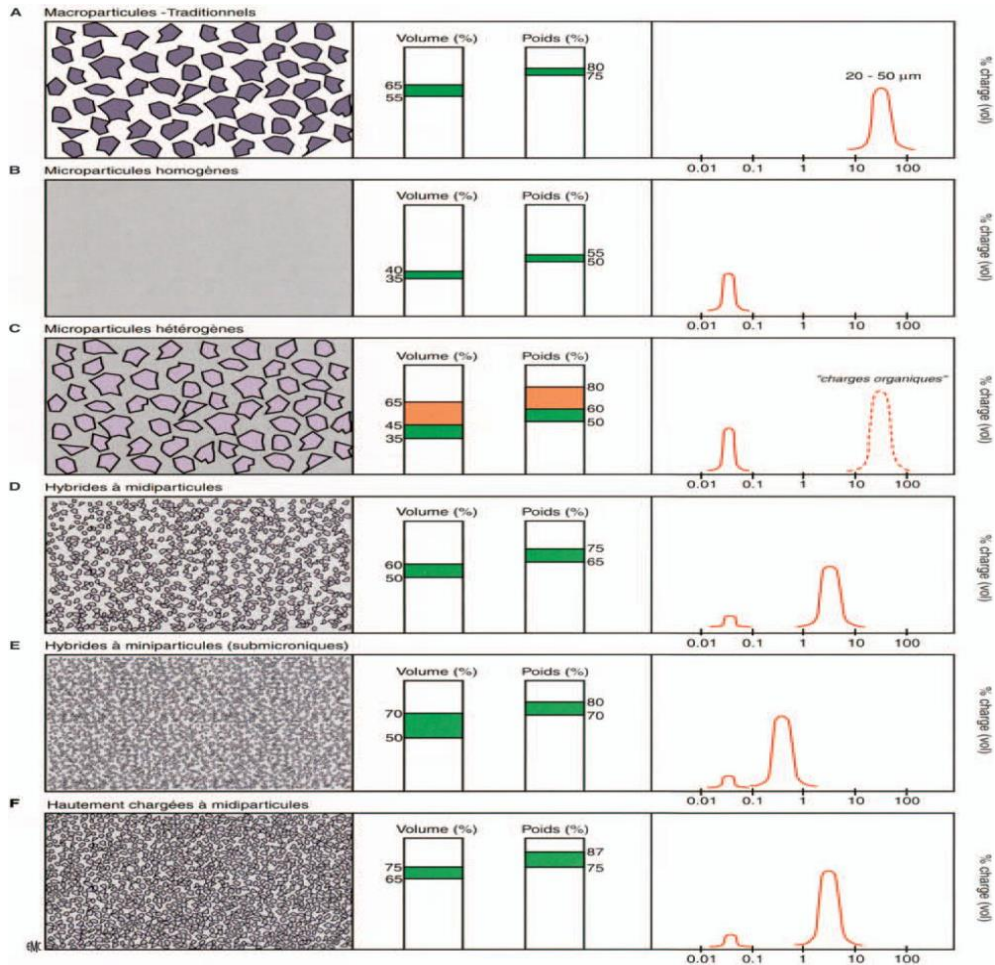 A Macroparticules -Traditionnels
Volume (%) Poids (%)
65
55
80
75
20 - 50 µm
0.01 0.1 1 10 100
% charge (vol)
B Microparticules homogènes
Volume (%) Poids (%)
40
35
55
50
0.01 0.1 1 10 100
% charge (vol)
C Microparticules hétérogènes
Volume (%) Poids (%)
65
45
35
80
60
50
"charges organiques"
0.01 0.1 1 10 100
% charge (vol)
D Hybrides à midiparticules
Volume (%) Poids (%)
60
50
75
65
0.01 0.1 1 10 100
% charge (vol)
E Hybrides à miniparticules (submicroniques)
Volume (%) Poids (%)
70
50
80
70
0.01 0.1 1 10 100
% charge (vol)
F Hautement chargées à midiparticules
Volume (%) Poids (%)
75
65
87
75
0.01 0.1 1 10 100
% charge (vol)